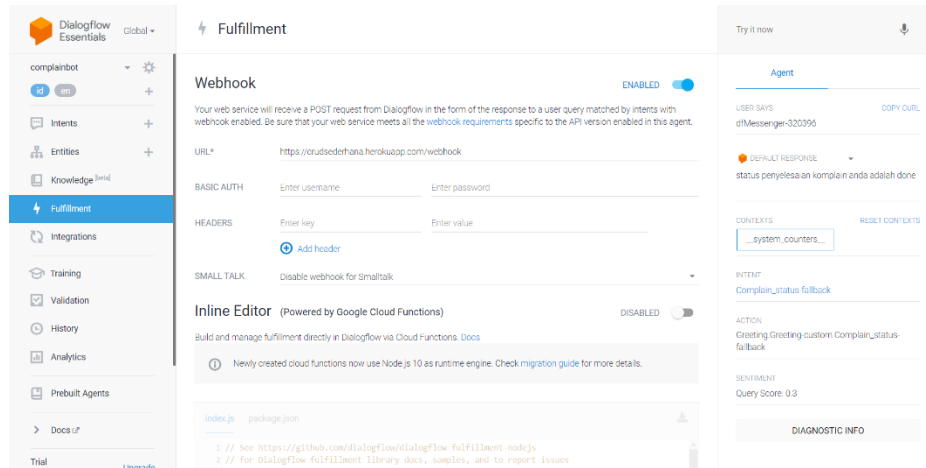 Dialogflow
Essentials
Global
complainbot
id
en
Intents
Entities
Knowledge [beta]
Fulfillment
Integrations
Training
Validation
History
Analytics
Prebuilt Agents
Docs
Trial
Upgrade
Fulfillment
Webhook
ENABLED
Your web service will receive a POST request from Dialogflow in the form of the response to a user query matched by intents with
webhook enabled. Be sure that your web service meets all the webhook requirements specific to the API version enabled in this agent.
URL*
https://crudsederhana.herokuapp.com/webhook
BASIC AUTH
Enter username
Enter password
HEADERS
Enter key
Enter value
Add header
SMALL TALK
Disable webhook for Smalltalk
Inline Editor (Powered by Google Cloud Functions)
DISABLED
Build and manage fulfillment directly in Dialogflow via Cloud Functions. Docs
Newly created cloud functions now use Node.js 10 as runtime engine. Check migration guide for more details.
index.js
package.json
1 // See https://github.com/dialogflow/dialogflow-fulfillment-nodejs
2 // for Dialogflow fulfillment library docs, samples, and to report issues
Try it now
Agent
USER SAYS
COPY CURL
dfMessenger-320396
DEFAULT RESPONSE
status penyelesaian komplain anda adalah done
CONTEXTS
RESET CONTEXTS
__system_counters__
INTENT
Complain_status-fallback
ACTION
Greeting.Greeting-custom.Complain_status-
fallback
SENTIMENT
Query Score: 0.3
DIAGNOSTIC INFO